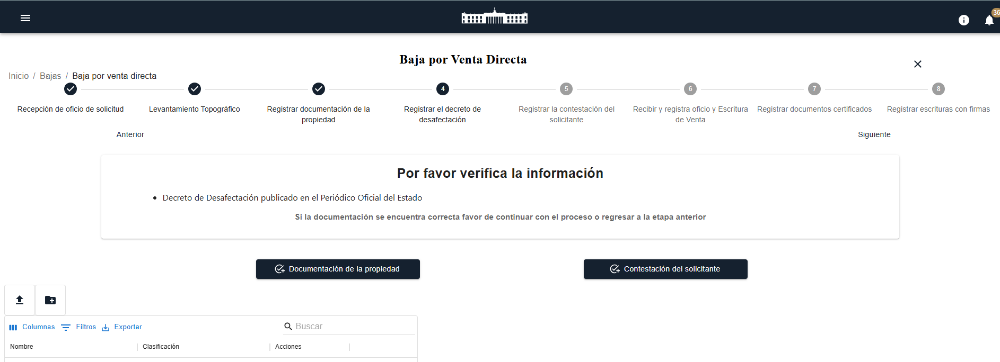 36
Baja por Venta Directa
Inicio / Bajas / Baja por venta directa
4
5
6
7
8
Recepción de oficio de solicitud
Levantamiento Topográfico
Registrar documentación de la
propiedad
Registrar el decreto de
desafectación
Registrar la contestación del
solicitante
Recibir y registra oficio y Escritura
de Venta
Registrar documentos certificados
Registrar escrituras con firmas
Anterior
Siguiente
Por favor verifica la información
• Decreto de Desafectación publicado en el Periódico Oficial del Estado
Si la documentación se encuentra correcta favor de continuar con el proceso o regresar a la etapa anterior
Documentación de la propiedad
Contestación del solicitante
Columnas Filtros Exportar
Buscar
Nombre Clasificación Acciones